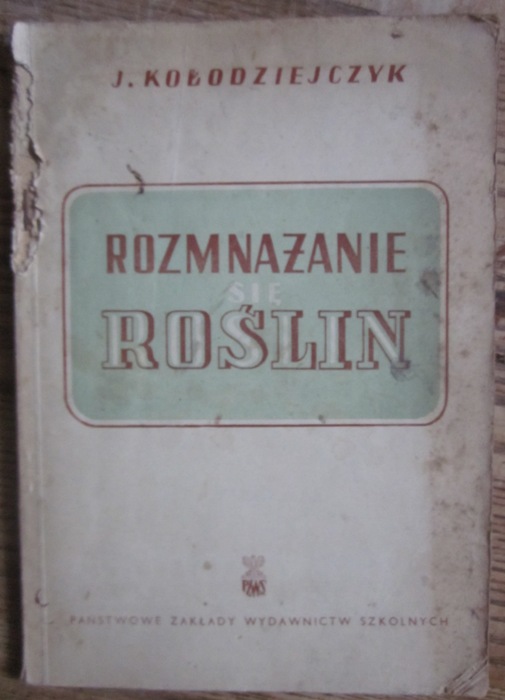 J. KOŁODZIEJCZYK
ROZMNAŻANIE
SIĘ
ROŚLIN
PZWS
PAŃSTWOWE ZAKŁADY WYDAWNICTW SZKOLNYCH